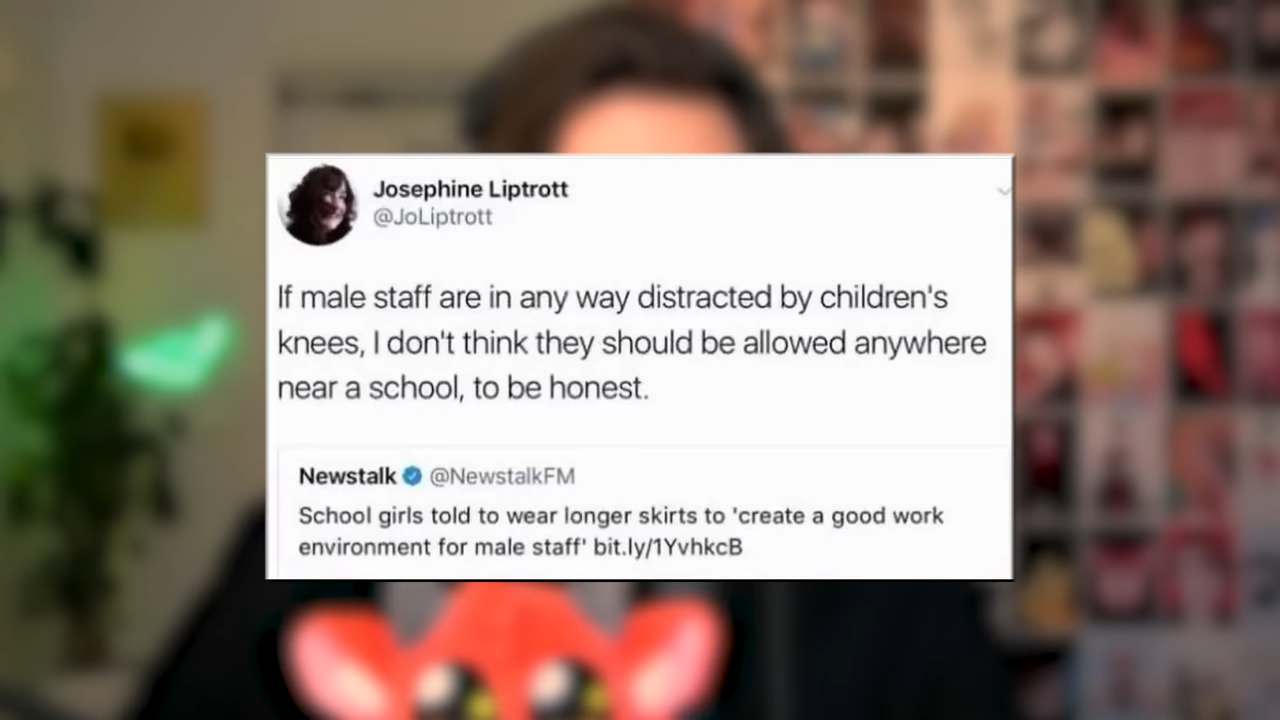 Josephine Liptrott
@JoLiptrott
If male staff are in any way distracted by children's
knees, I don't think they should be allowed anywhere
near a school, to be honest.
Newstalk @NewstalkFM
School girls told to wear longer skirts to 'create a good work
environment for male staff' bit.ly/1YvhkcB